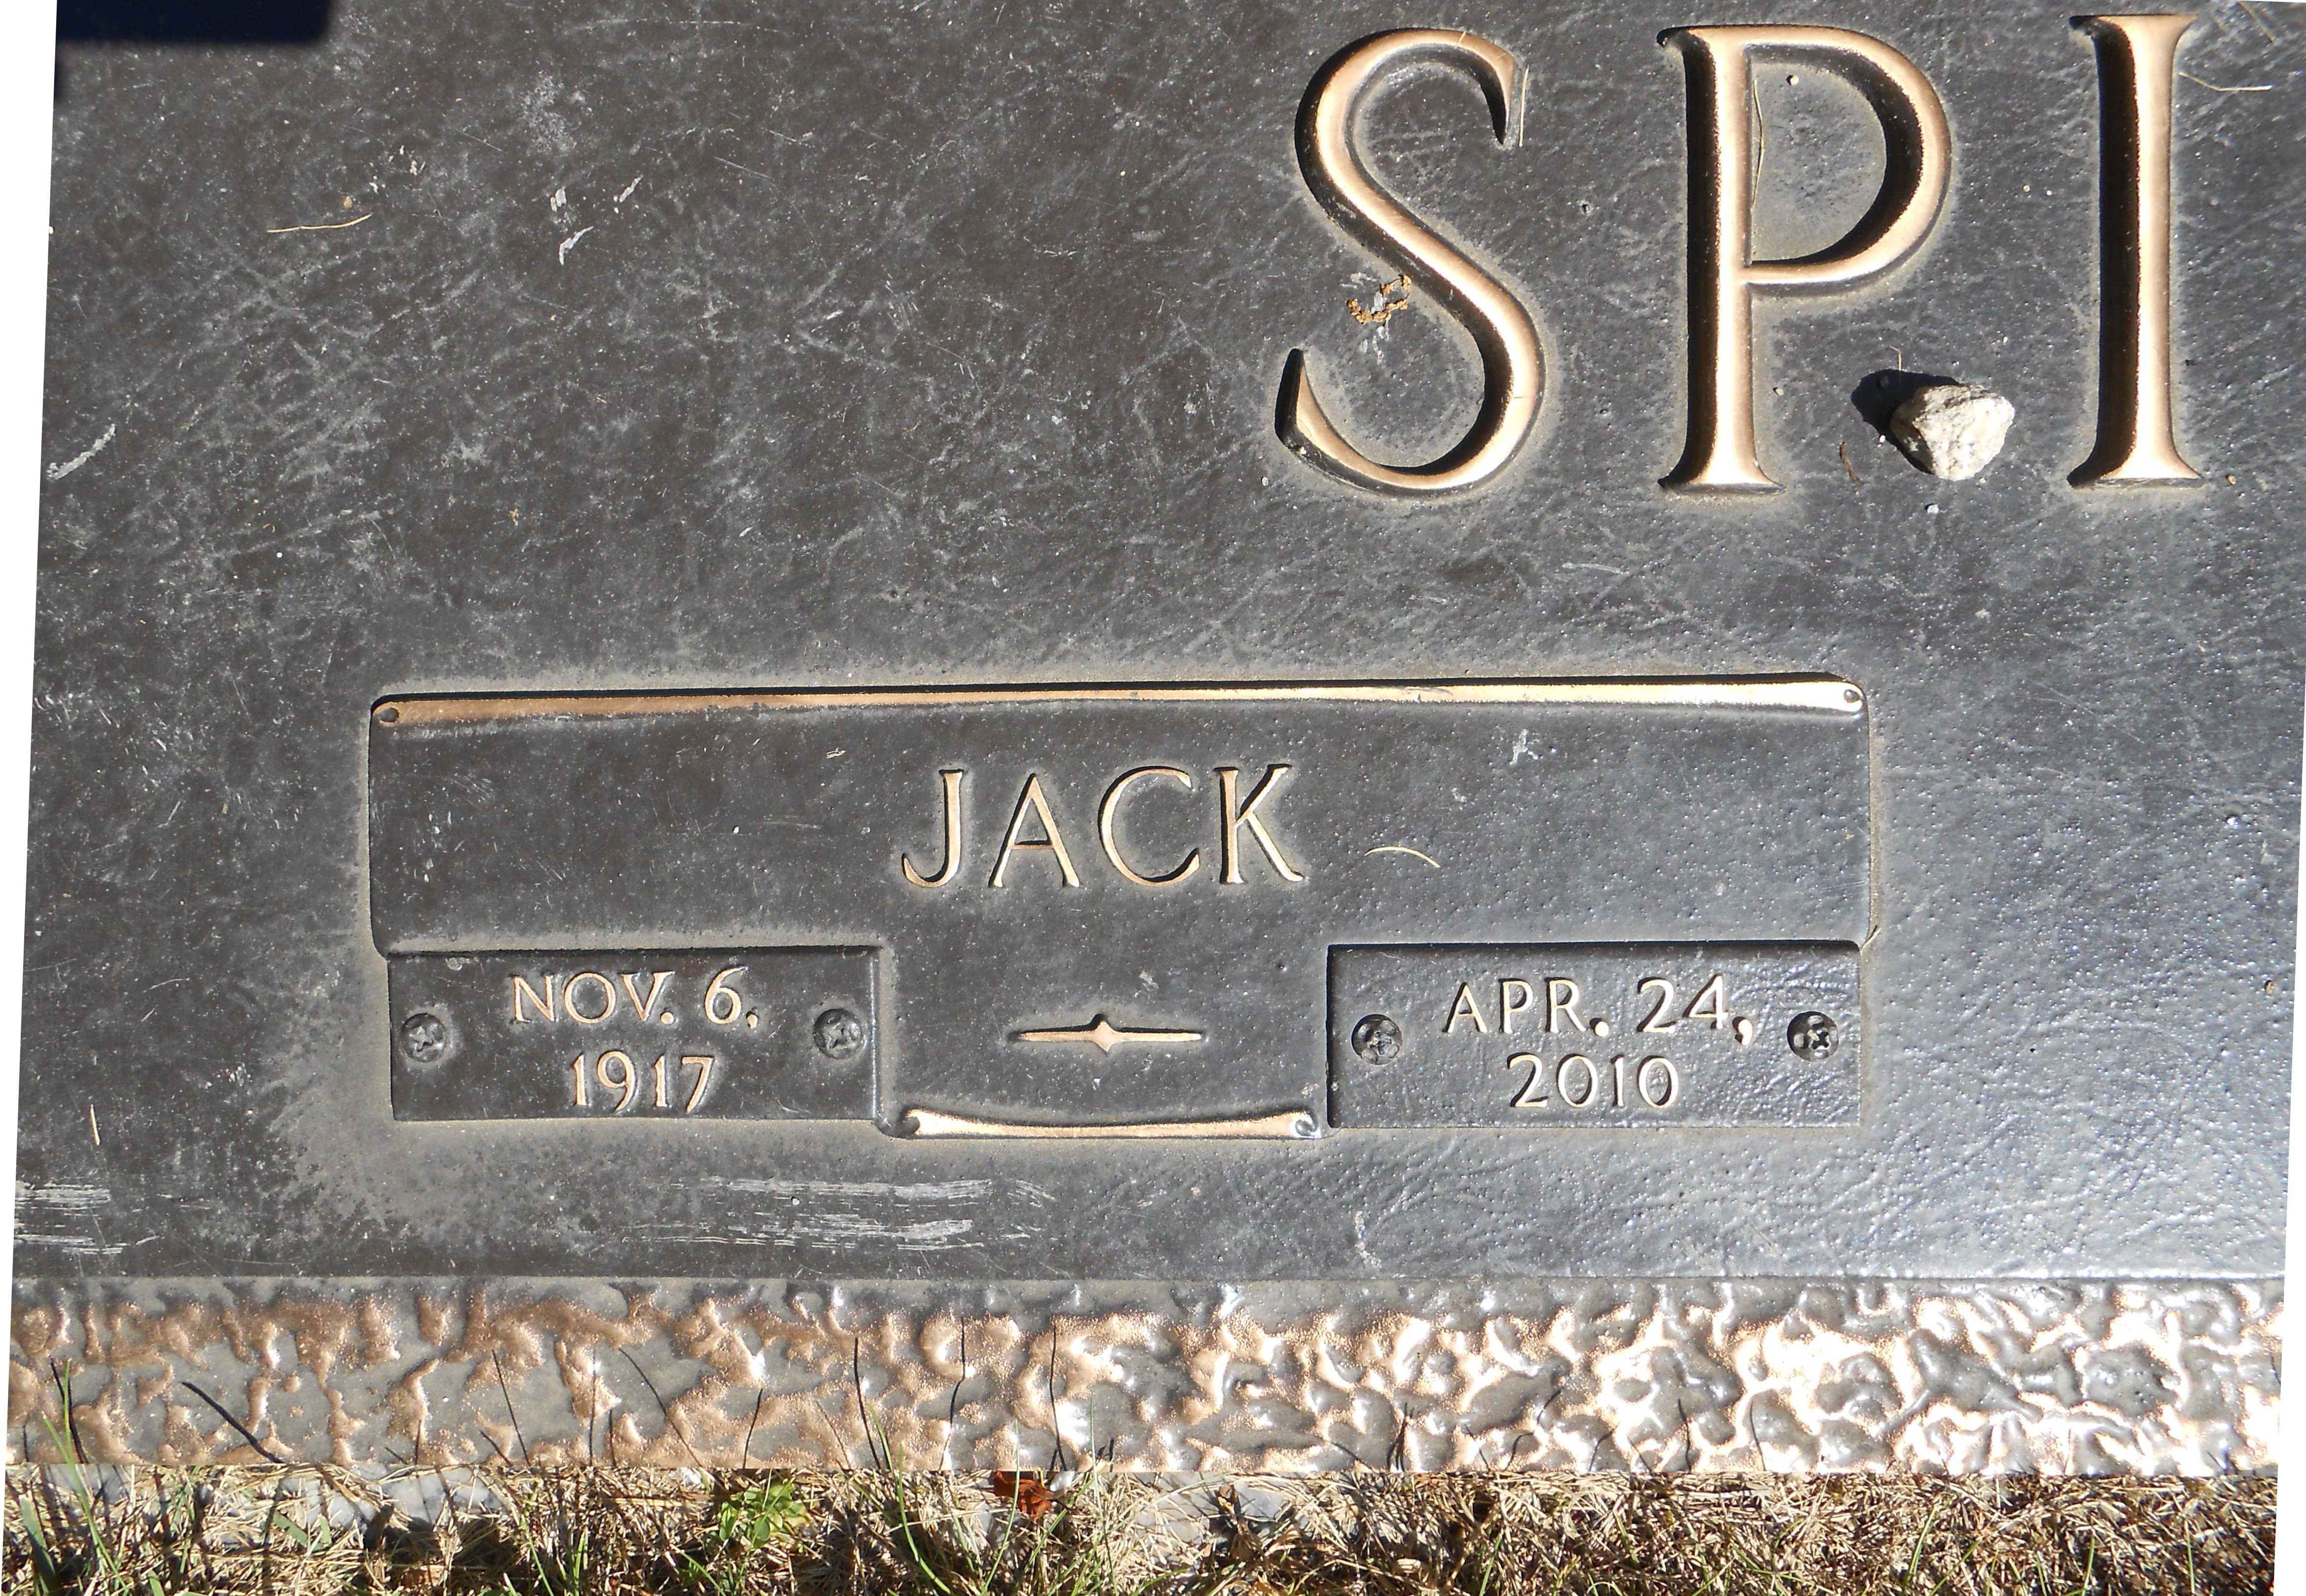 SPI
JACK
NOV. 6,
1917
APR. 24,
2010